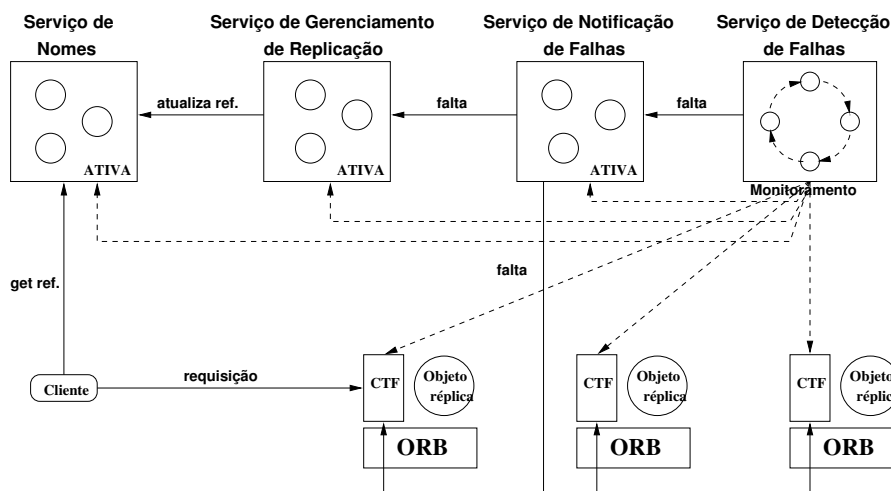 Serviço de
Nomes
Serviço de Gerenciamento
de Replicação
Serviço de Notificação
de Falhas
Serviço de Detecção
de Falhas
atualiza ref.
falta
falta
ATIVA
ATIVA
ATIVA
Monitoramento
get ref.
falta
Cliente
requisição
CTF
Objeto
réplica
CTF
Objeto
réplica
CTF
Objeto
réplica
ORB
ORB
ORB